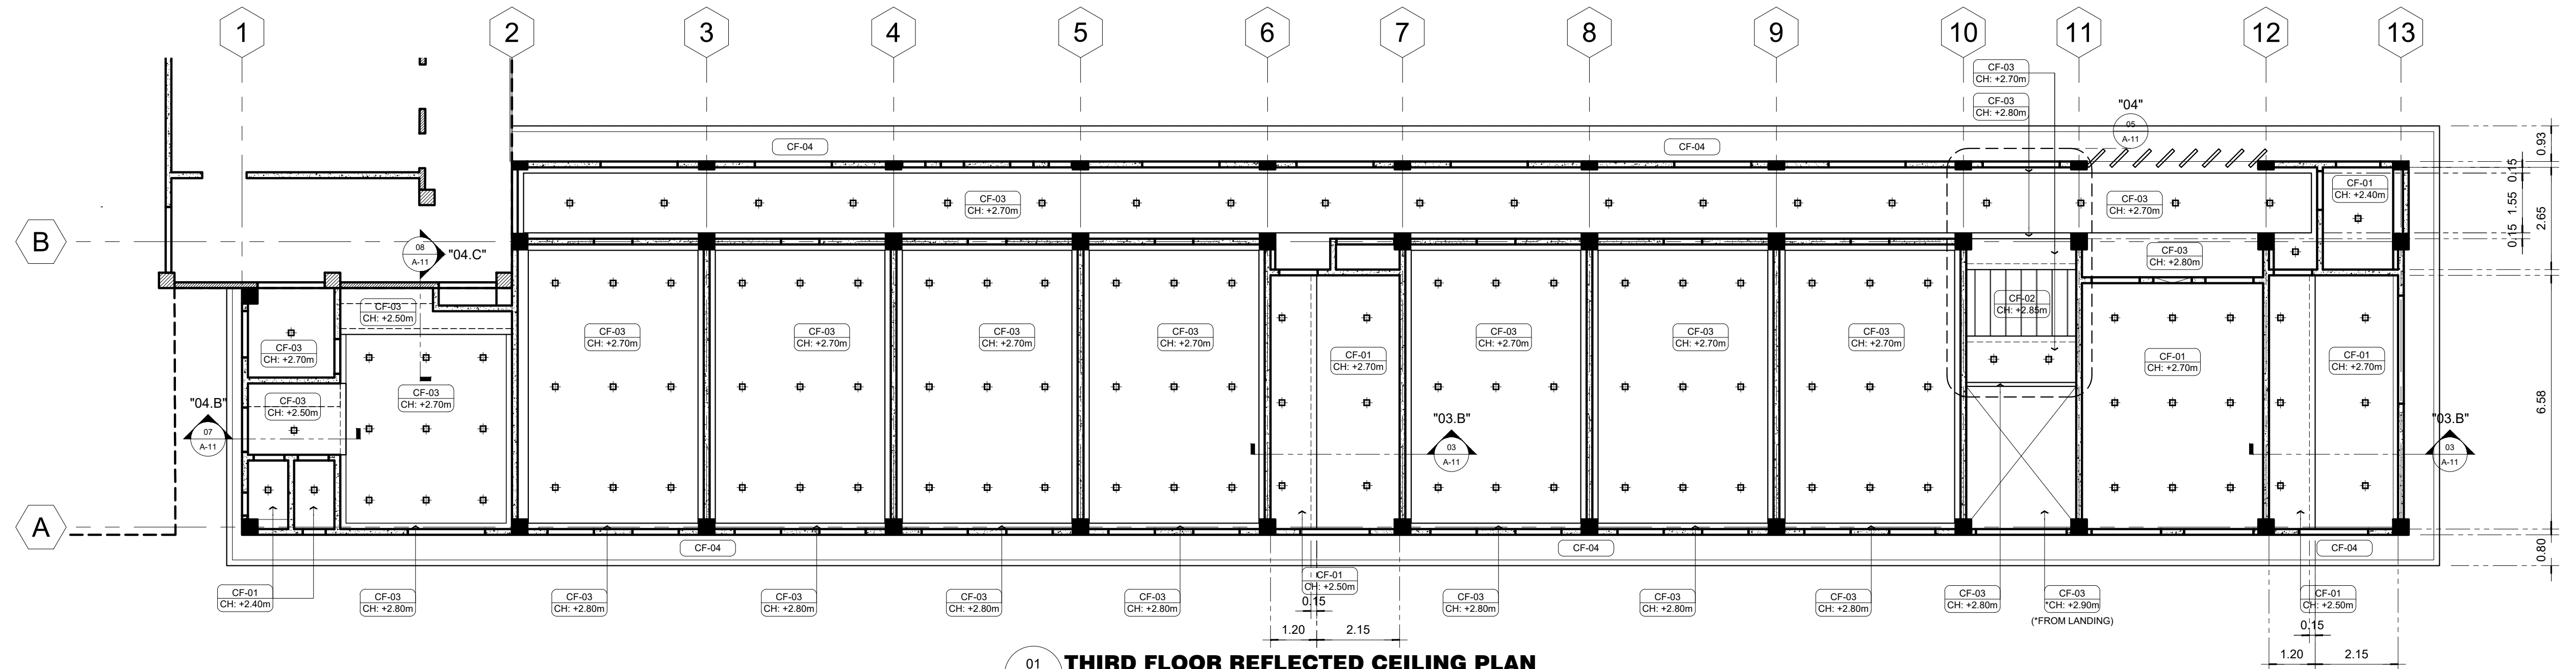 1
2
3
4
5
6
7
8
9
10
11
12
13
CF-03
CH: +2.70m
CF-03
CH: +2.80m
"04"
05
A-11
CF-04
CF-04
0.93
0.15
1.55
0.15
2.65
CF-03
CH: +2.70m
CF-03
CH: +2.70m
CF-01
CH: +2.40m
B
08
A-11
"04.C"
CF-03
CH: +2.80m
CF-03
CH: +2.50m
CF-02
CH: +2.85m
CF-03
CH: +2.70m
CF-03
CH: +2.70m
CF-03
CH: +2.70m
CF-03
CH: +2.70m
CF-03
CH: +2.70m
CF-01
CH: +2.70m
CF-03
CH: +2.70m
CF-03
CH: +2.70m
CF-03
CH: +2.70m
CF-01
CH: +2.70m
CF-01
CH: +2.70m
CF-03
CH: +2.70m
CF-03
CH: +2.50m
"04.B"
07
A-11
"03.B"
03
A-11
"03.B"
03
A-11
6.58
A
CF-04
CF-04
CF-04
0.80
CF-01
CH: +2.40m
CF-03
CH: +2.80m
CF-03
CH: +2.80m
CF-03
CH: +2.80m
CF-03
CH: +2.80m
CF-03
CH: +2.80m
CF-01
CH: +2.50m
0.15
CF-03
CH: +2.80m
CF-03
CH: +2.80m
CF-03
CH: +2.80m
CF-03
CH: +2.80m
CF-03
*CH: +2.90m
(*FROM LANDING)
CF-01
CH: +2.50m
0.15
1.20
2.15
1.20
2.15
01
THIRD FLOOR REFLECTED CEILING PLAN